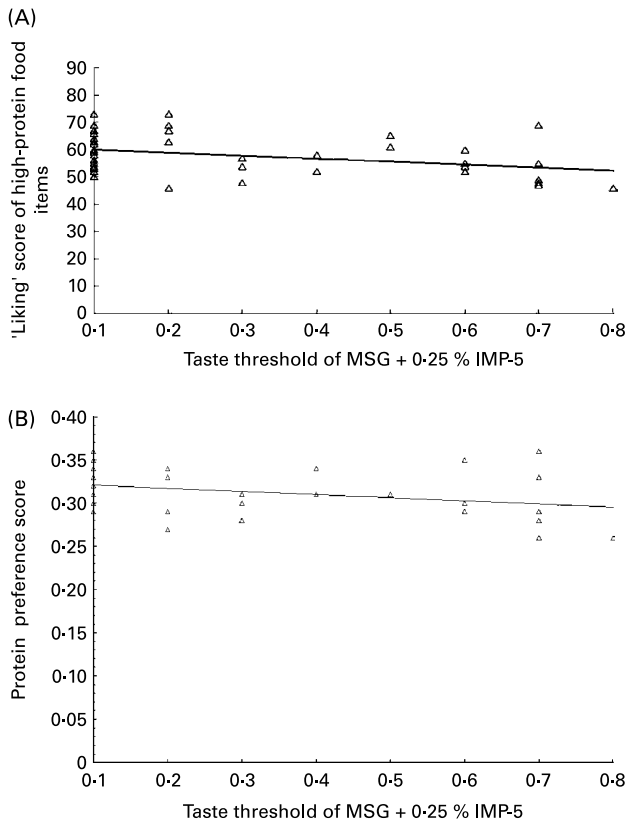 (A)
90
80
70
60
50
40
30
20
10
0
'Liking' score of high-protein food
items
0·1 0·2 0·3 0·4 0·5 0·6 0·7 0·8
Taste threshold of MSG + 0·25 % IMP-5
(B)
0·40
0·35
0·30
0·25
0·20
0·15
0·10
0·05
0
Protein preference score
0·1 0·2 0·3 0·4 0·5 0·6 0·7 0·8
Taste threshold of MSG + 0·25 % IMP-5